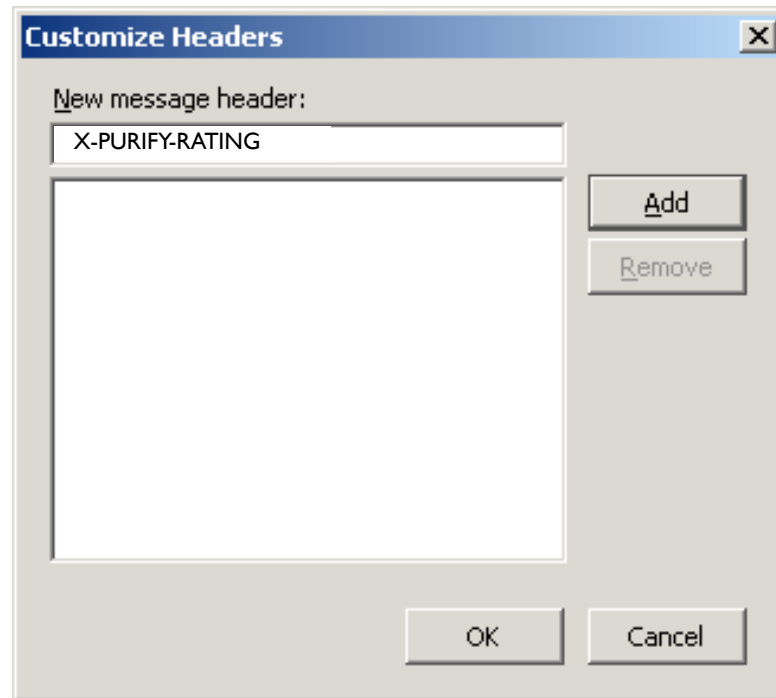 Customize Headers
New message header:
X-PURIFY-RATING
Add
Remove
OK
Cancel